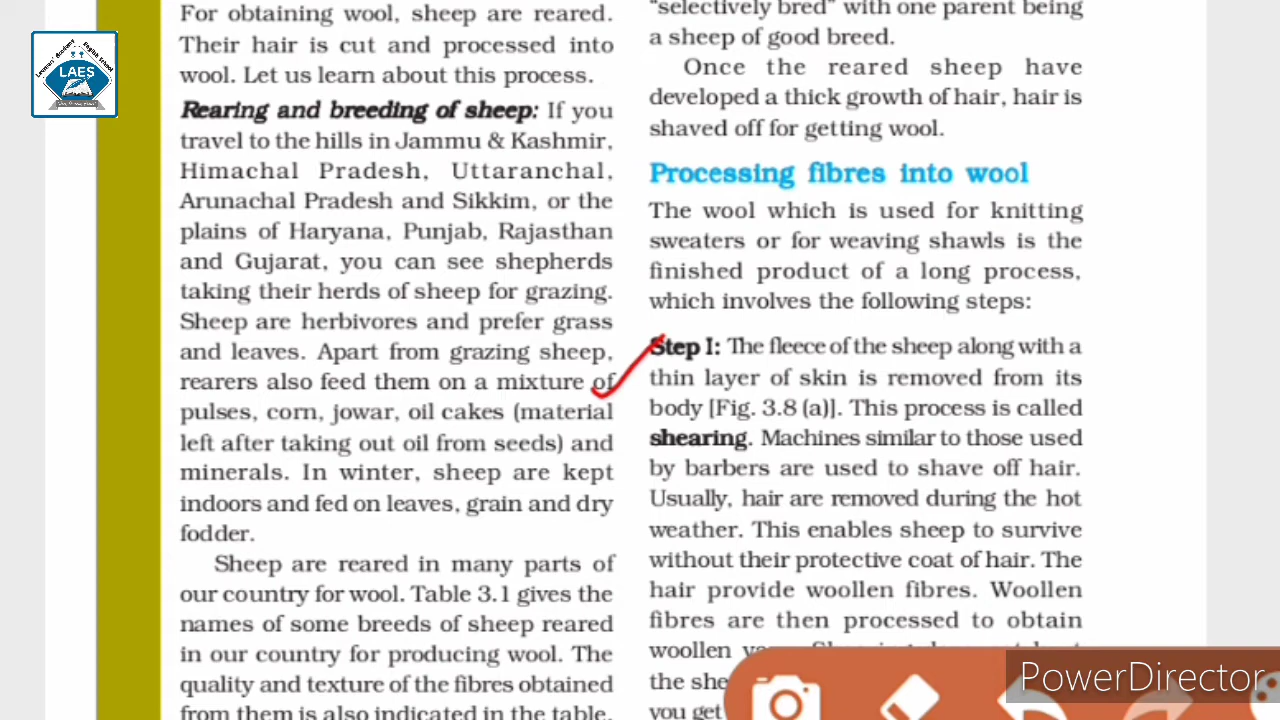 For obtaining wool, sheep are reared.
Their hair is cut and processed into
wool. Let us learn about this process.
Rearing and breeding of sheep: If you
travel to the hills in Jammu & Kashmir,
Himachal Pradesh, Uttaranchal,
Arunachal Pradesh and Sikkim, or the
plains of Haryana, Punjab, Rajasthan
and Gujarat, you can see shepherds
taking their herds of sheep for grazing.
Sheep are herbivores and prefer grass
and leaves. Apart from grazing sheep,
rearers also feed them on a mixture of
pulses, corn, jowar, oil cakes (material
left after taking out oil from seeds) and
minerals. In winter, sheep are kept
indoors and fed on leaves, grain and dry
fodder.
Sheep are reared in many parts of
our country for wool. Table 3.1 gives the
names of some breeds of sheep reared
in our country for producing wool. The
quality and texture of the fibres obtained
from them is also indicated in the table.
"selectively bred" with one parent being
a sheep of good breed.
Once the reared sheep have
developed a thick growth of hair, hair is
shaved off for getting wool.
Processing fibres into wool
The wool which is used for knitting
sweaters or for weaving shawls is the
finished product of a long process,
which involves the following steps:
Step I: The fleece of the sheep along with a
thin layer of skin is removed from its
body [Fig. 3.8 (a)]. This process is called
shearing. Machines similar to those used
by barbers are used to shave off hair.
Usually, hair are removed during the hot
weather. This enables sheep to survive
without their protective coat of hair. The
hair provide woollen fibres. Woollen
fibres are then processed to obtain
woollen
the
you get
LAES
PowerDirector